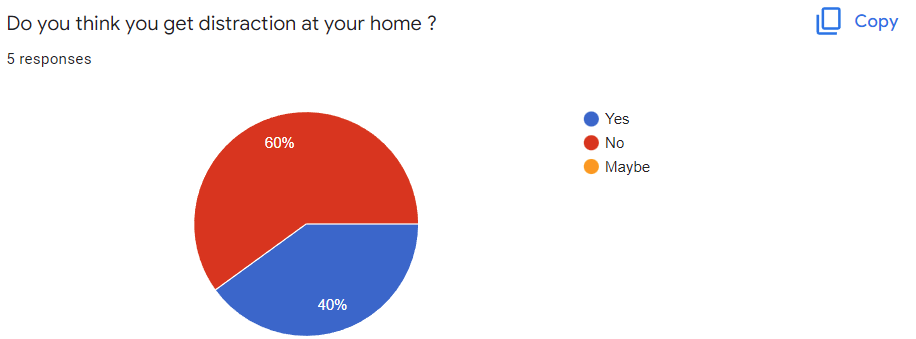 Do you think you get distraction at your home ?
Copy
5 responses
60%
40%
Yes
No
Maybe